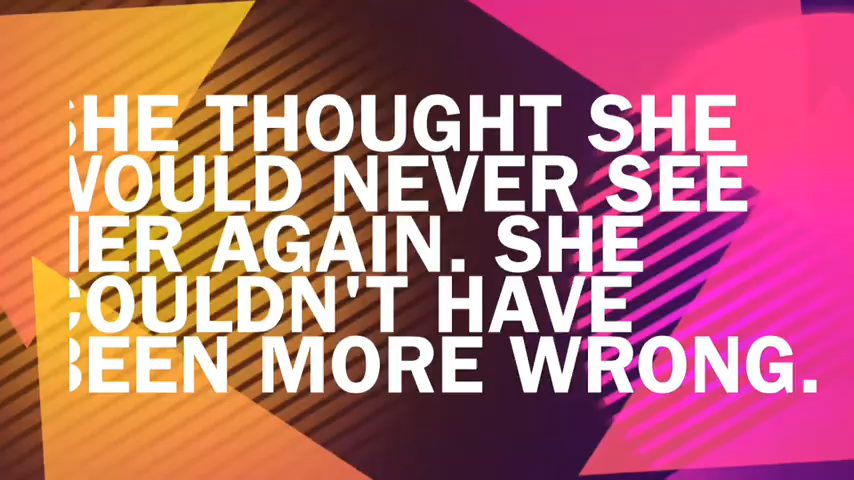 SHE THOUGHT SHE
WOULD NEVER SEE
HER AGAIN. SHE
COULDN'T HAVE
BEEN MORE WRONG.